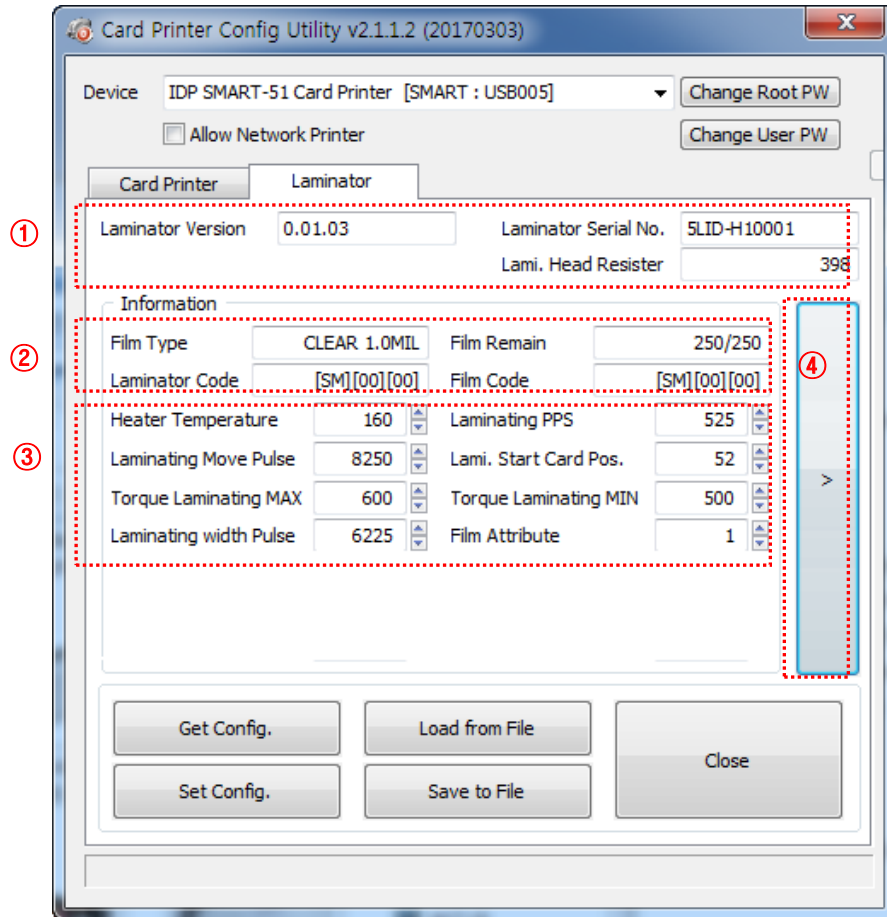 Card Printer Config Utility v2.1.1.2 (20170303)
Device IDP SMART-51 Card Printer [SMART : USB005] Change Root PW
Allow Network Printer Change User PW
Card Printer Laminator
① Laminator Version 0.01.03 Laminator Serial No. 5LID-H10001
Lami. Head Resister 398
Information
② Film Type CLEAR 1.0MIL Film Remain 250/250 ④
Laminator Code [SM][00][00] Film Code [SM][00][00]
③ Heater Temperature 160 Laminating PPS 525
Laminating Move Pulse 8250 Lami. Start Card Pos. 52 >
Torque Laminating MAX 600 Torque Laminating MIN 500
Laminating width Pulse 6225 Film Attribute 1
Get Config. Load from File Close
Set Config. Save to File